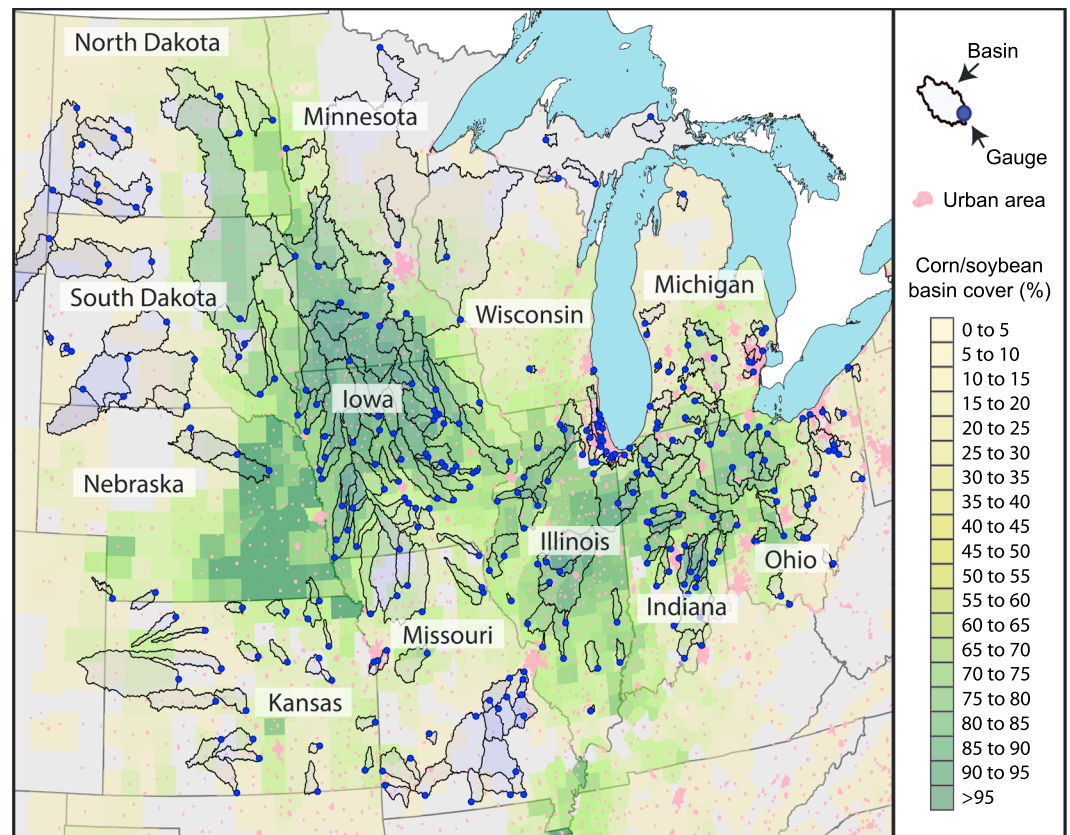 North Dakota
Minnesota
South Dakota
Wisconsin
Michigan
Iowa
Nebraska
Illinois
Ohio
Indiana
Missouri
Kansas
Basin
Gauge
Urban area
Corn/soybean
basin cover (%)
0 to 5
5 to 10
10 to 15
15 to 20
20 to 25
25 to 30
30 to 35
35 to 40
40 to 45
45 to 50
50 to 55
55 to 60
60 to 65
65 to 70
70 to 75
75 to 80
80 to 85
85 to 90
90 to 95
>95